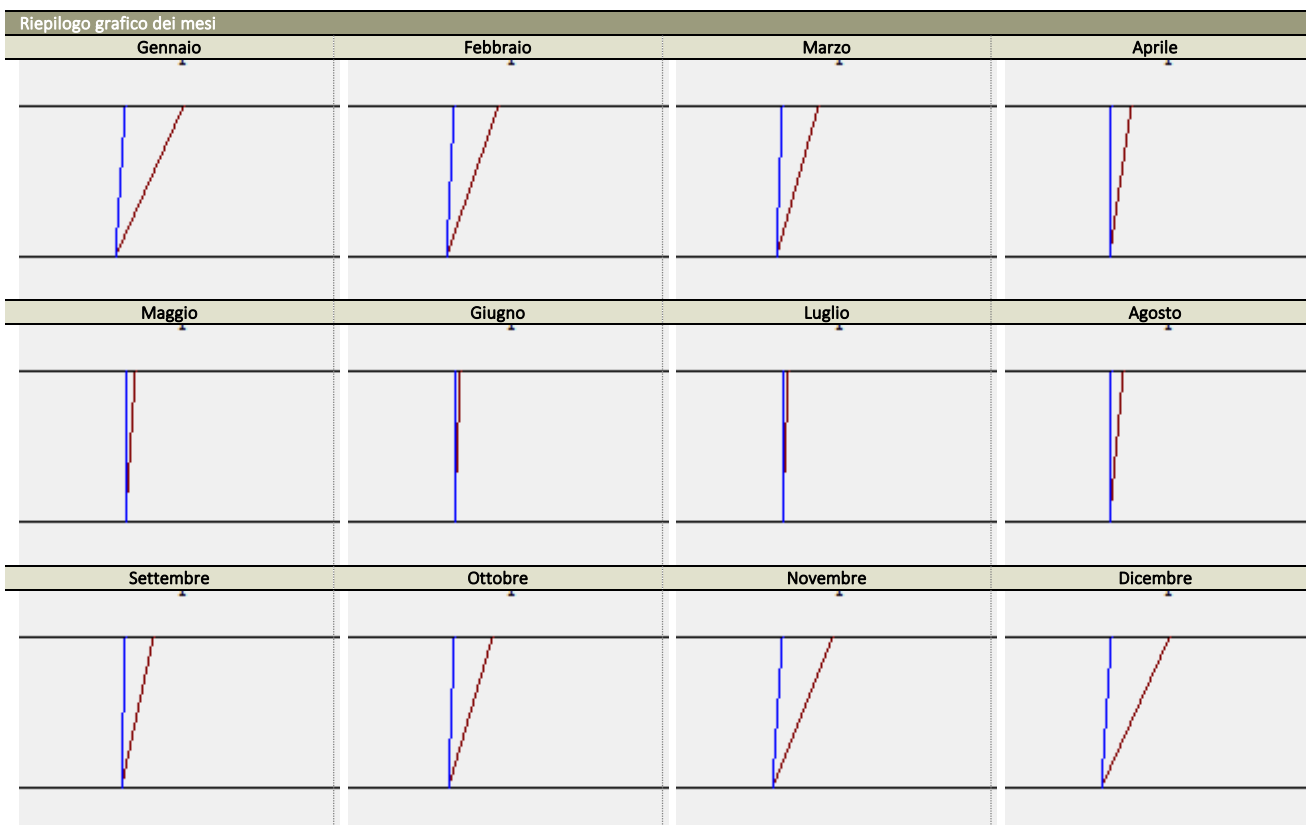 Riepilogo grafico dei mesi
Gennaio Febbraio Marzo Aprile
Maggio Giugno Luglio Agosto
Settembre Ottobre Novembre Dicembre